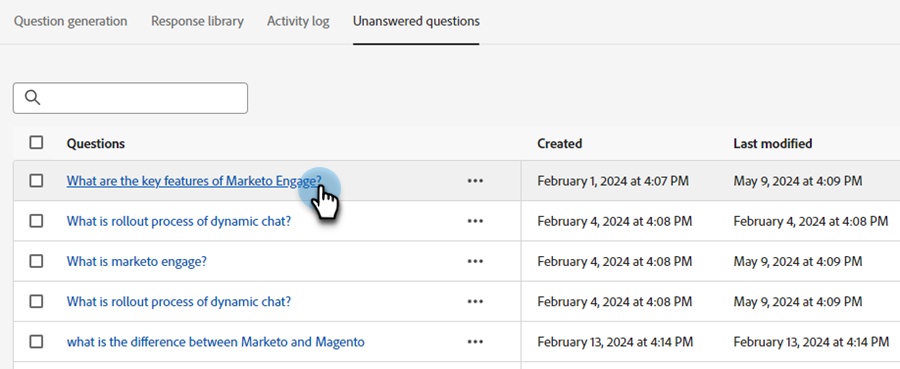 Question generation Response library Activity log Unanswered questions
Questions Created Last modified
What are the key features of Marketo Engage? ••• February 1, 2024 at 4:07 PM May 9, 2024 at 4:09 PM
What is rollout process of dynamic chat? ••• February 4, 2024 at 4:08 PM February 4, 2024 at 4:08 PM
What is marketo engage? ••• February 4, 2024 at 4:08 PM May 9, 2024 at 4:09 PM
What is rollout process of dynamic chat? ••• February 4, 2024 at 4:08 PM May 9, 2024 at 4:09 PM
what is the difference between Marketo and Magento ••• February 13, 2024 at 4:14 PM February 13, 2024 at 4:14 PM